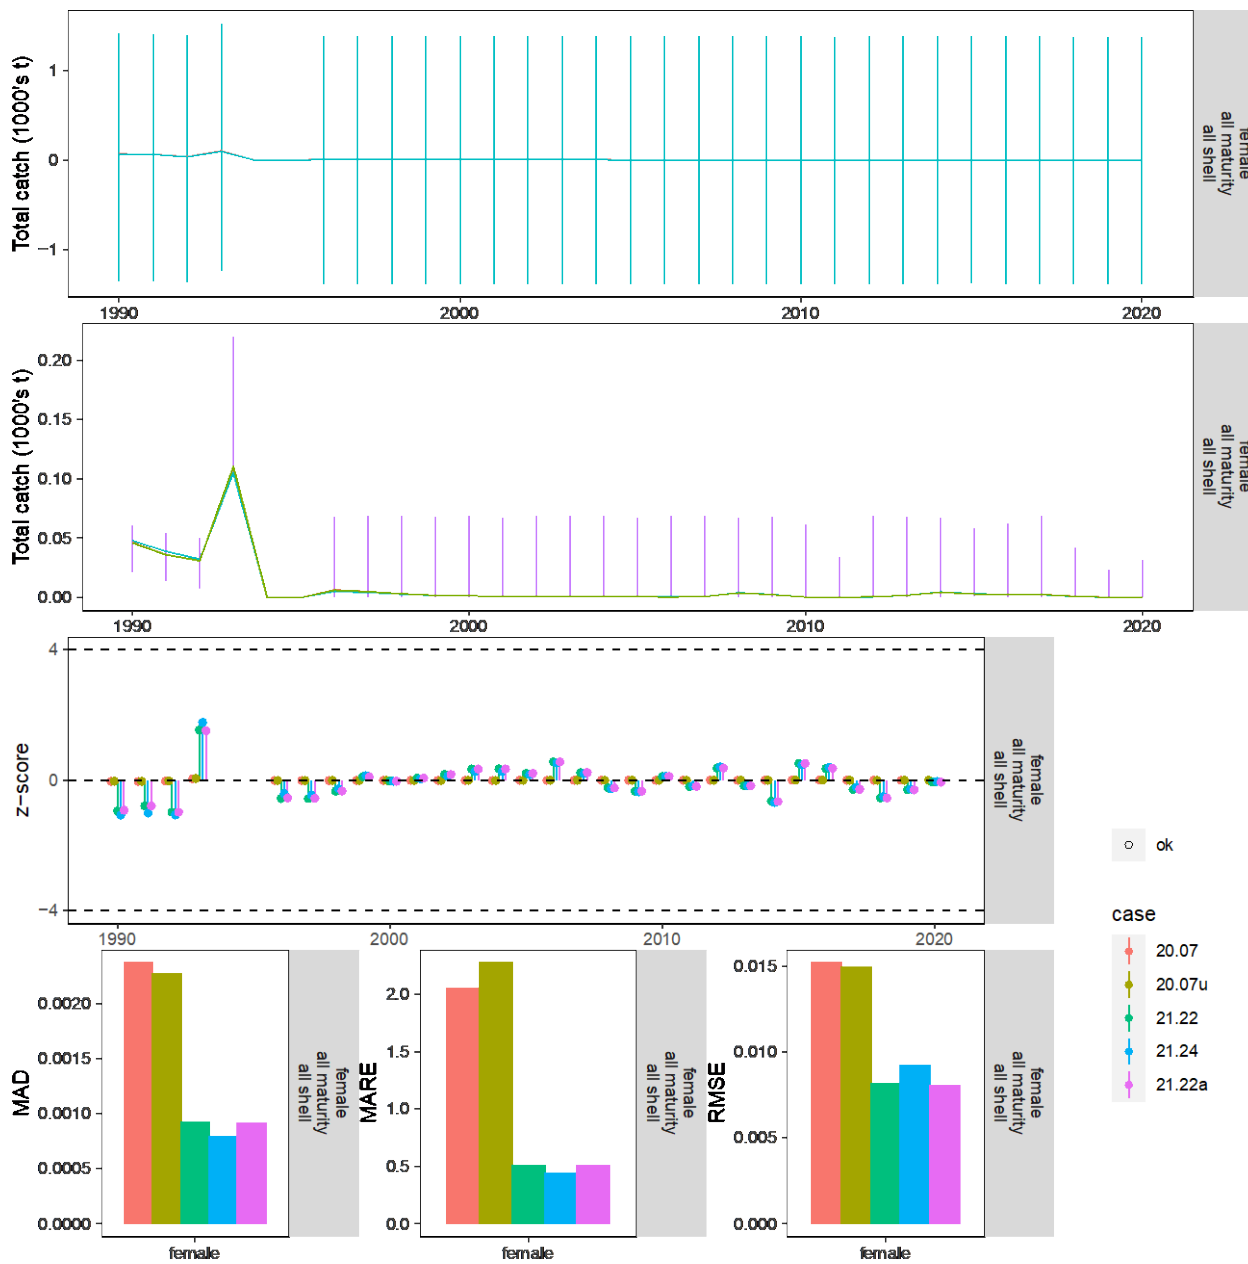 Total catch (1000's t)
1
0
−1
1990
2000
2010
2020
female
all maturity
all shell
Total catch (1000's t)
0.20
0.15
0.10
0.05
0.00
1990
2000
2010
2020
female
all maturity
all shell
z-score
4
0
−4
1990
2000
2010
2020
female
all maturity
all shell
ok
case
20.07
20.07u
21.22
21.24
21.22a
MAD
0.0020
0.0015
0.0010
0.0005
0.0000
female
female
all maturity
all shell
MARE
2.0
1.5
1.0
0.5
0.0
female
female
all maturity
all shell
RMSE
0.015
0.010
0.005
0.000
female
female
all maturity
all shell